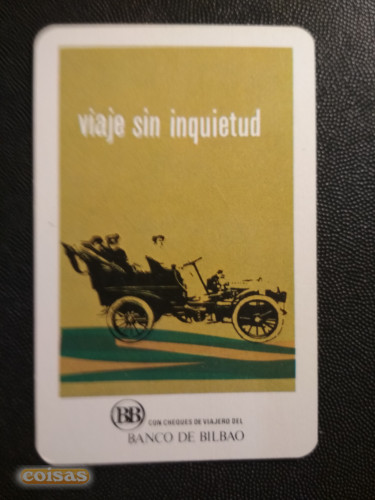 viaje sin inquietud
BB
CON CHEQUES DE VIAJERO DEL
BANCO DE BILBAO
coisas